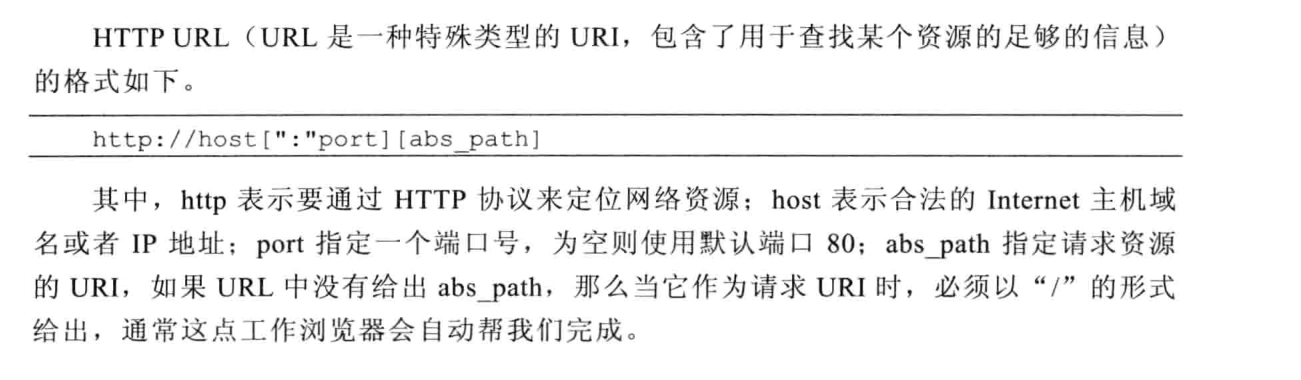 HTTP URL（URL 是一种特殊类型的 URI，包含了用于查找某个资源的足够的信息）
的格式如下。
http://host[":"port][abs_path]
其中，http 表示要通过 HTTP 协议来定位网络资源；host 表示合法的 Internet 主机域
名或者 IP 地址；port 指定一个端口号，为空则使用默认端口 80；abs_path 指定请求资源
的 URI，如果 URL 中没有给出 abs_path，那么当它作为请求 URI 时，必须以“/”的形式
给出，通常这点工作浏览器会自动帮我们完成。